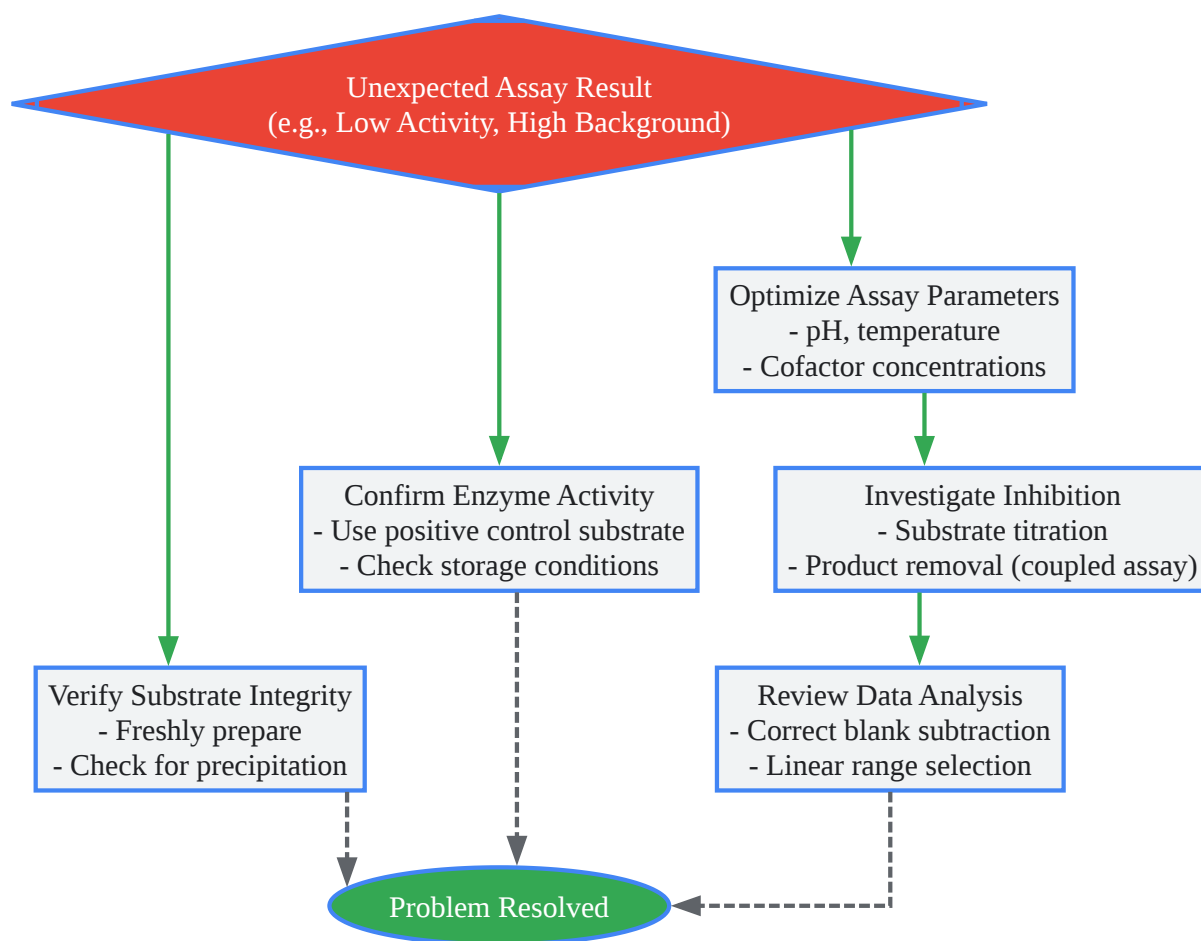 Unexpected Assay Result
(e.g., Low Activity, High Background)
Optimize Assay Parameters
- pH, temperature
- Cofactor concentrations
Confirm Enzyme Activity
- Use positive control substrate
- Check storage conditions
Investigate Inhibition
- Substrate titration
- Product removal (coupled assay)
Verify Substrate Integrity
- Freshly prepare
- Check for precipitation
Review Data Analysis
- Correct blank subtraction
- Linear range selection
Problem Resolved